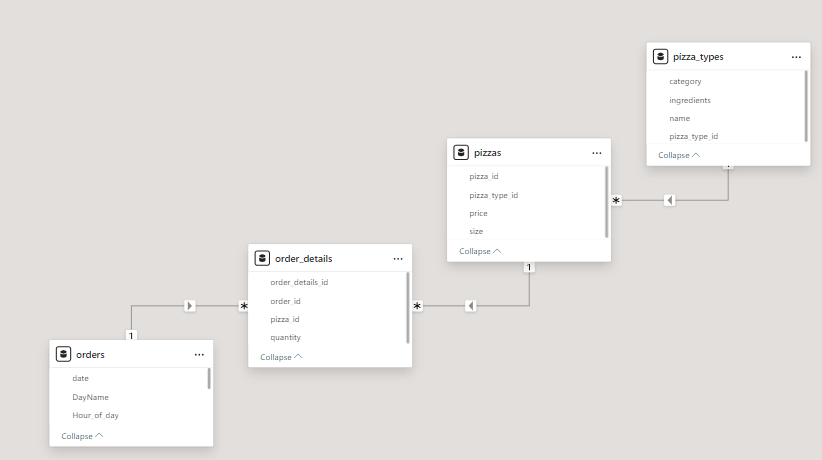 pizza_types
...
category
ingredients
name
pizza_type_id
Collapse
pizzas
...
pizza_id
pizza_type_id
price
size
Collapse
*
1
order_details
...
order_details_id
order_id
pizza_id
quantity
Collapse
*
*
1
orders
...
date
DayName
Hour_of_day
Collapse